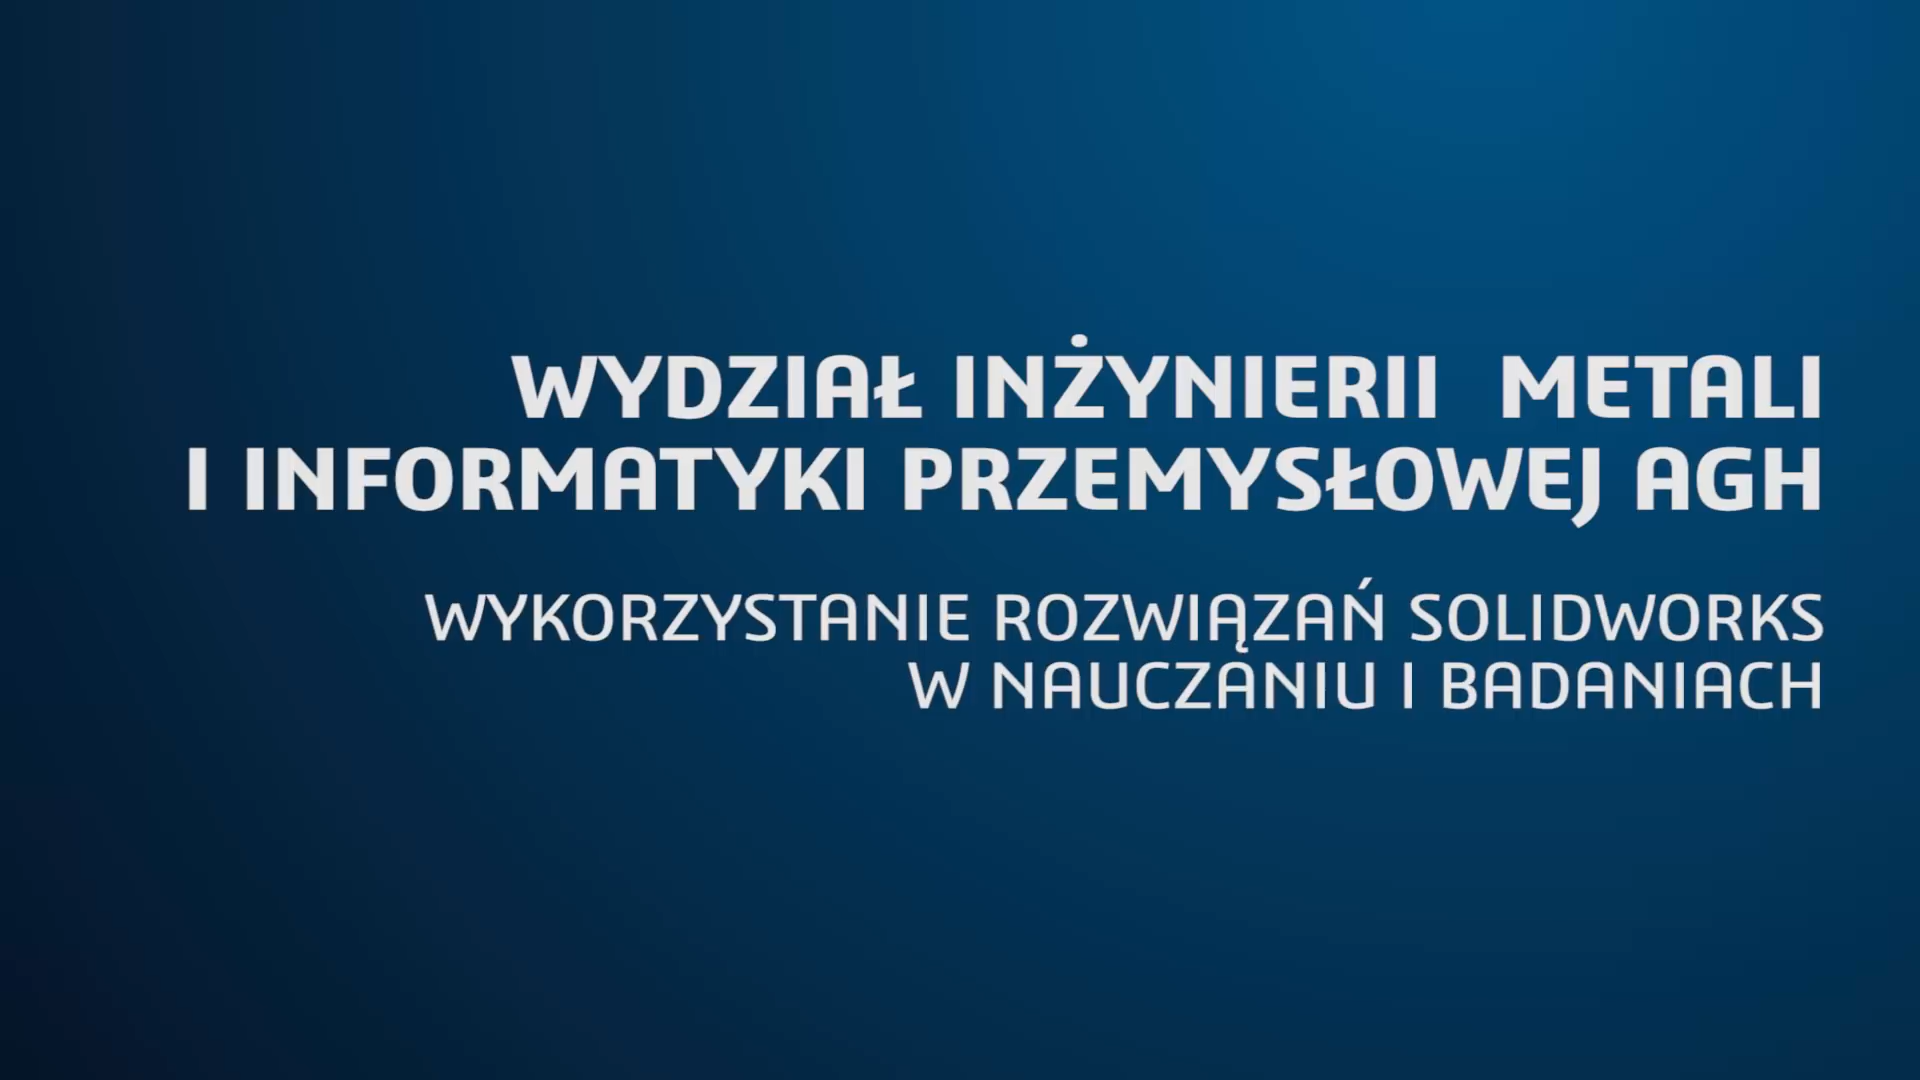 WYDZIAŁ INŻYNIERII  METALI
I INFORMATYKI PRZEMYSŁOWEJ AGH
WYKORZYSTANIE ROZWIĄZAŃ SOLIDWORKS
W NAUCZANIU I BADANIACH